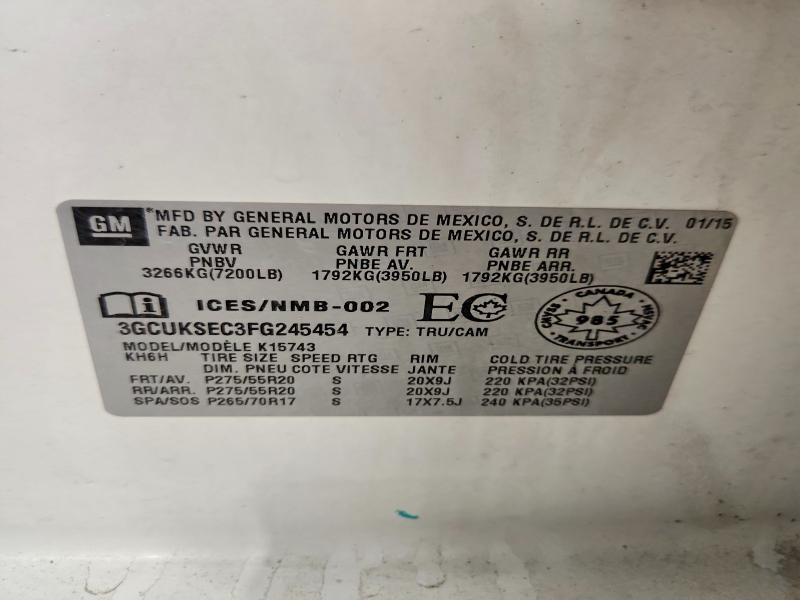 GM
*MFD BY GENERAL MOTORS DE MEXICO, S. DE R.L. DE C.V. 01/15
FAB. PAR GENERAL MOTORS DE MEXICO, S. DE R.L. DE C.V.
GVWR GAWR FRT GAWR RR
PNBV PNBE AV. PNBE ARR.
3266KG(7200LB) 1792KG(3950LB) 1792KG(3950LB)
i ICES/NMB-002 EC
CANADA
CMVSS 985 NSVAC
TRANSPORT
3GCUKSEC3FG245454 TYPE: TRU/CAM
MODEL/MODÈLE K15743
KH6H TIRE SIZE SPEED RTG RIM COLD TIRE PRESSURE
DIM. PNEU COTE VITESSE JANTE PRESSION À FROID
FRT/AV. P275/55R20 S 20X9J 220 KPA(32PSI)
RR/ARR. P275/55R20 S 20X9J 220 KPA(32PSI)
SPA/SOS P265/70R17 S 17X7.5J 240 KPA(35PSI)